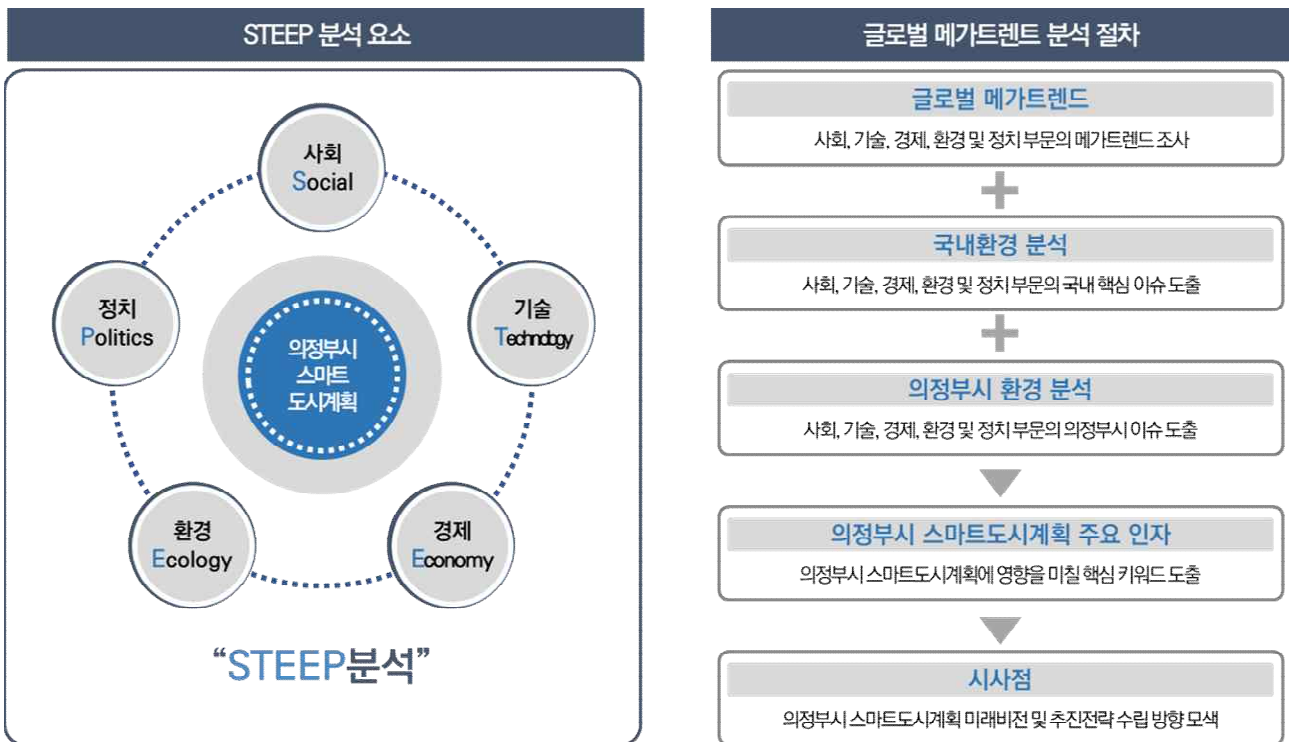 STEEP 분석 요소
사회
Social
정치
Politics
기술
Technology
의정부시
스마트
도시계획
환경
Ecology
경제
Economy
“STEEP분석”
글로벌 메가트렌트 분석 절차
글로벌 메가트렌드
사회, 기술, 경제, 환경 및 정치 부문의 메가트렌드 조사
+
국내환경 분석
사회, 기술, 경제, 환경 및 정치 부문의 국내 핵심 이슈 도출
+
의정부시 환경 분석
사회, 기술, 경제, 환경 및 정치 부문의 의정부시 이슈 도출
의정부시 스마트도시계획 주요 인자
의정부시 스마트도시계획에 영향을 미칠 핵심 키워드 도출
시사점
의정부시 스마트도시계획 미래비전 및 추진전략 수립 방향 모색